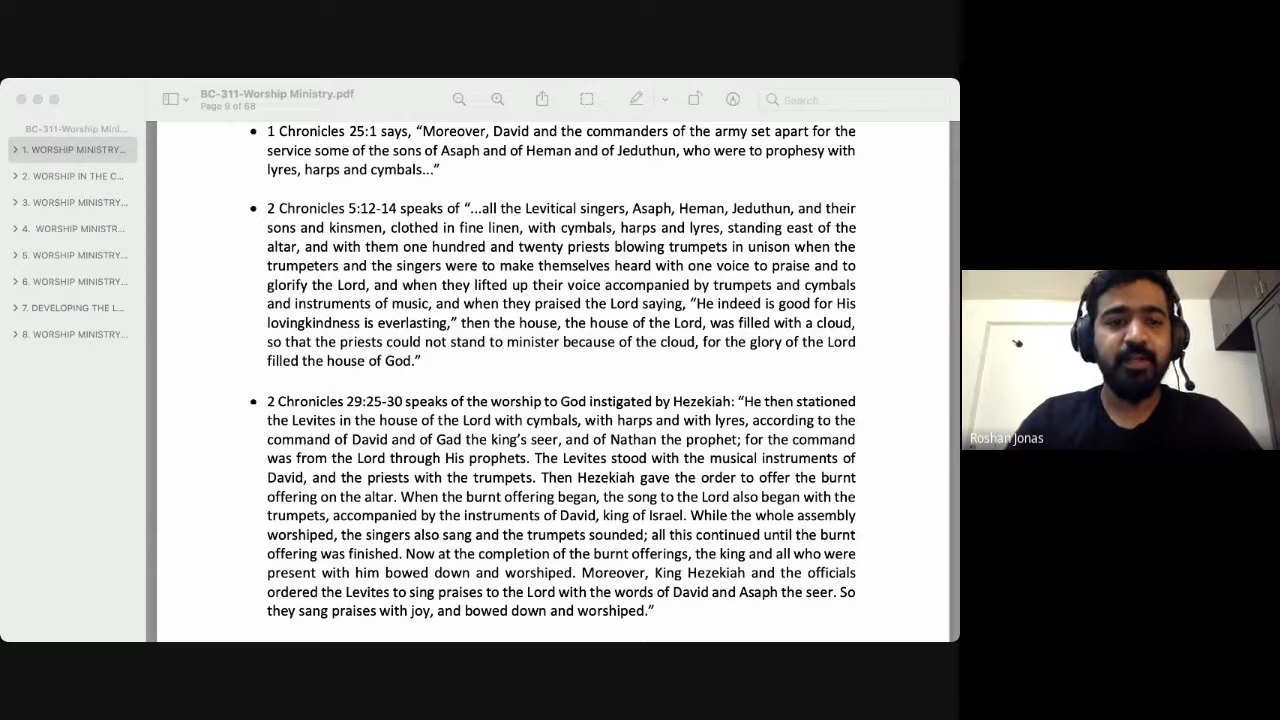 BC-311-Worship Ministry.pdf
Page 9 of 68
Search
BC-311-Worship Mini...
1. WORSHIP MINISTRY...
2. WORSHIP IN THE C...
3. WORSHIP MINISTRY...
4. WORSHIP MINISTR...
5. WORSHIP MINISTRY...
6. WORSHIP MINISTRY...
7. DEVELOPING THE L...
8. WORSHIP MINISTRY...
• 1 Chronicles 25:1 says, “Moreover, David and the commanders of the army set apart for the
service some of the sons of Asaph and of Heman and of Jeduthun, who were to prophesy with
lyres, harps and cymbals...”
• 2 Chronicles 5:12-14 speaks of “...all the Levitical singers, Asaph, Heman, Jeduthun, and their
sons and kinsmen, clothed in fine linen, with cymbals, harps and lyres, standing east of the
altar, and with them one hundred and twenty priests blowing trumpets in unison when the
trumpeters and the singers were to make themselves heard with one voice to praise and to
glorify the Lord, and when they lifted up their voice accompanied by trumpets and cymbals
and instruments of music, and when they praised the Lord saying, “He indeed is good for His
lovingkindness is everlasting,” then the house, the house of the Lord, was filled with a cloud,
so that the priests could not stand to minister because of the cloud, for the glory of the Lord
filled the house of God.”
• 2 Chronicles 29:25-30 speaks of the worship to God instigated by Hezekiah: “He then stationed
the Levites in the house of the Lord with cymbals, with harps and with lyres, according to the
command of David and of Gad the king’s seer, and of Nathan the prophet; for the command
was from the Lord through His prophets. The Levites stood with the musical instruments of
David, and the priests with the trumpets. Then Hezekiah gave the order to offer the burnt
offering on the altar. When the burnt offering began, the song to the Lord also began with the
trumpets, accompanied by the instruments of David, king of Israel. While the whole assembly
worshiped, the singers also sang and the trumpets sounded; all this continued until the burnt
offering was finished. Now at the completion of the burnt offerings, the king and all who were
present with him bowed down and worshiped. Moreover, King Hezekiah and the officials
ordered the Levites to sing praises to the Lord with the words of David and Asaph the seer. So
they sang praises with joy, and bowed down and worshiped.”
Roshan Jonas